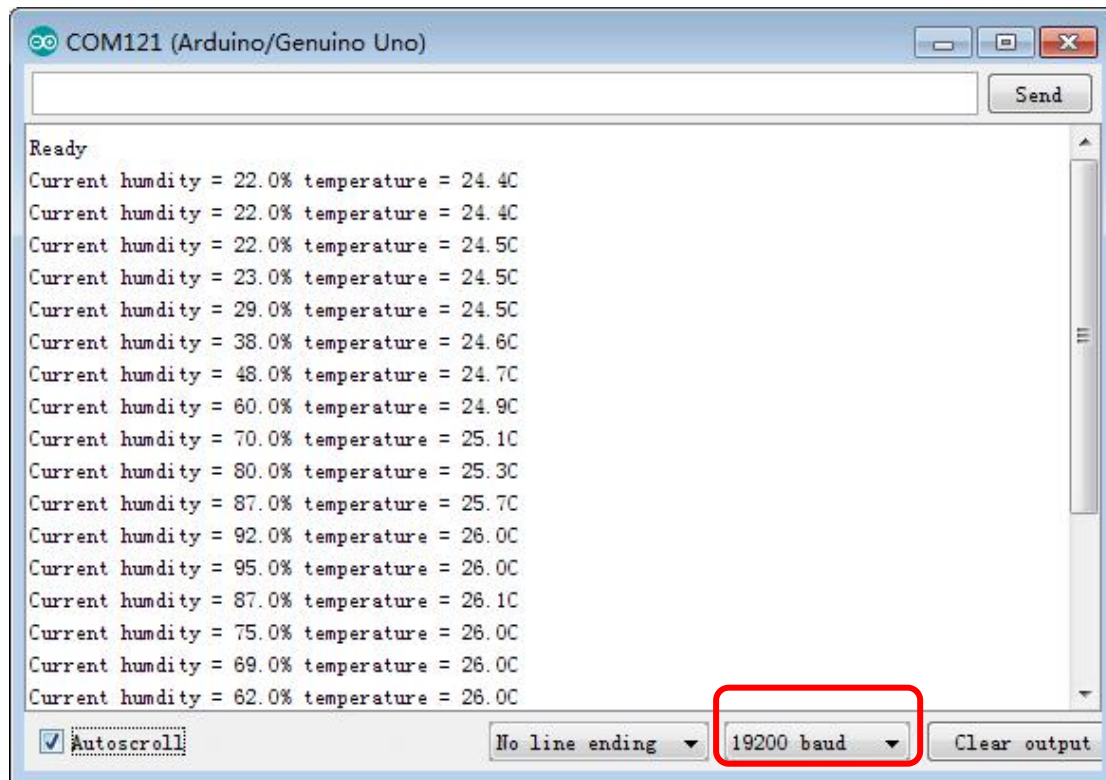 COM121 (Arduino/Genuino Uno)
Send
Ready
Current humdity = 22.0% temperature = 24.4C
Current humdity = 22.0% temperature = 24.4C
Current humdity = 22.0% temperature = 24.5C
Current humdity = 23.0% temperature = 24.5C
Current humdity = 29.0% temperature = 24.5C
Current humdity = 38.0% temperature = 24.6C
Current humdity = 48.0% temperature = 24.7C
Current humdity = 60.0% temperature = 24.9C
Current humdity = 70.0% temperature = 25.1C
Current humdity = 80.0% temperature = 25.3C
Current humdity = 87.0% temperature = 25.7C
Current humdity = 92.0% temperature = 26.0C
Current humdity = 95.0% temperature = 26.0C
Current humdity = 87.0% temperature = 26.1C
Current humdity = 75.0% temperature = 26.0C
Current humdity = 69.0% temperature = 26.0C
Current humdity = 62.0% temperature = 26.0C
Autoscroll No line ending 19200 baud Clear output